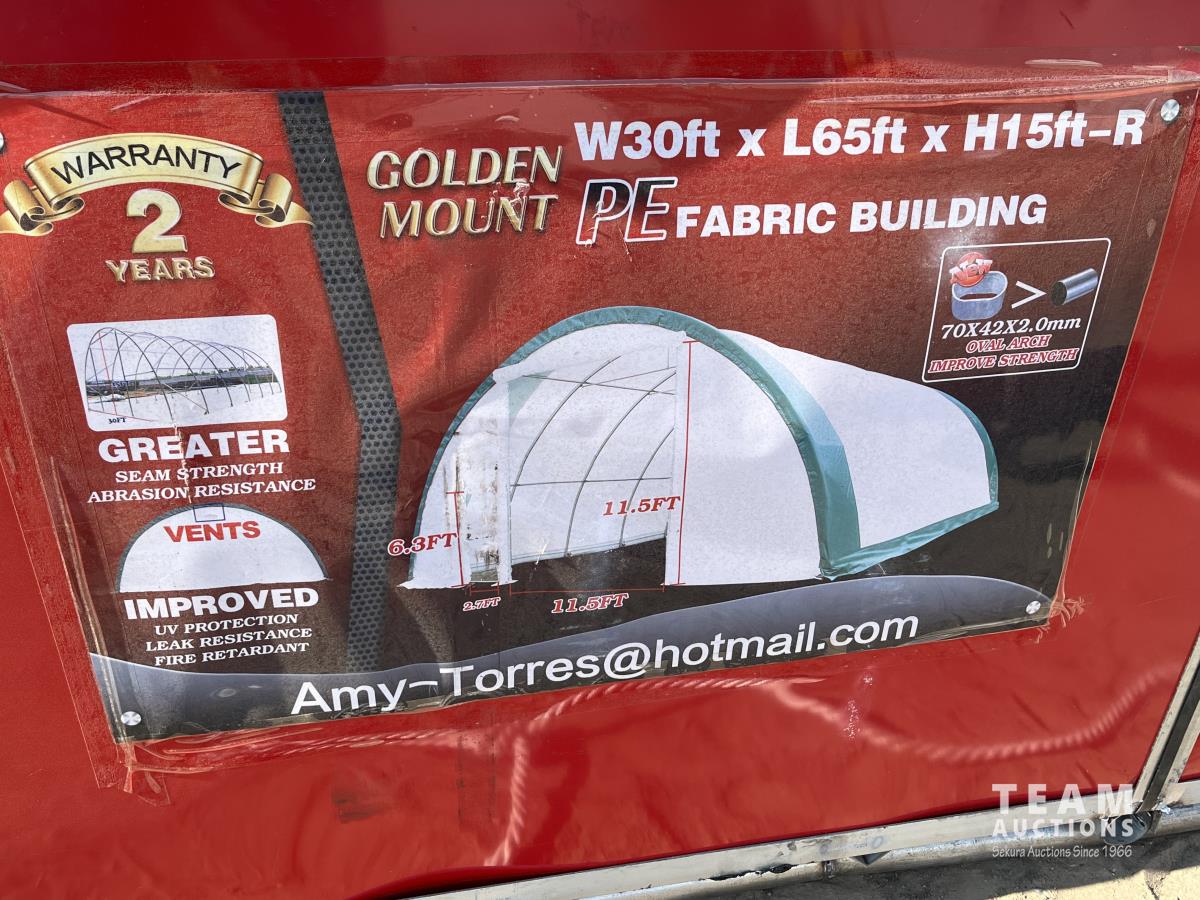 WARRANTY
2
YEARS
GOLDEN
MOUNT
W30ft x L65ft x H15ft-R
PE FABRIC BUILDING
New
>
70X42X2.0mm
OVAL ARCH
IMPROVE STRENGTH
30FT
GREATER
SEAM STRENGTH
ABRASION RESISTANCE
VENTS
IMPROVED
UV PROTECTION
LEAK RESISTANCE
FIRE RETARDANT
6.3FT
2.7FT
11.5FT
11.5FT
Amy-Torres@hotmail.com
TEAM
AUCTIONS
Sekura Auctions Since 1966